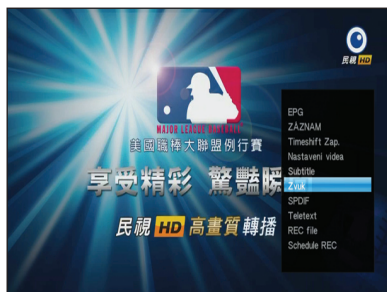 民視 HD
MAJOR LEAGUE BASEBALL
美國職棒大聯盟例行賽
享受精彩 驚豔瞬
民視 HD 高畫質轉播
EPG
ZÁZNAM
Timeshift Zap.
Nastaveni videa
Subtitle
Zvuk
SPDIF
Teletext
REC file
Schedule REC